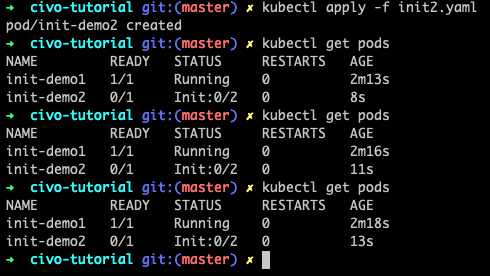 → civo-tutorial git:(master) ✗ kubectl apply -f init2.yaml
pod/init-demo2 created
→ civo-tutorial git:(master) ✗ kubectl get pods
NAME READY STATUS RESTARTS AGE
init-demo1 1/1 Running 0 2m13s
init-demo2 0/1 Init:0/2 0 8s
→ civo-tutorial git:(master) ✗ kubectl get pods
NAME READY STATUS RESTARTS AGE
init-demo1 1/1 Running 0 2m16s
init-demo2 0/1 Init:0/2 0 11s
→ civo-tutorial git:(master) ✗ kubectl get pods
NAME READY STATUS RESTARTS AGE
init-demo1 1/1 Running 0 2m18s
init-demo2 0/1 Init:0/2 0 13s
→ civo-tutorial git:(master) ✗